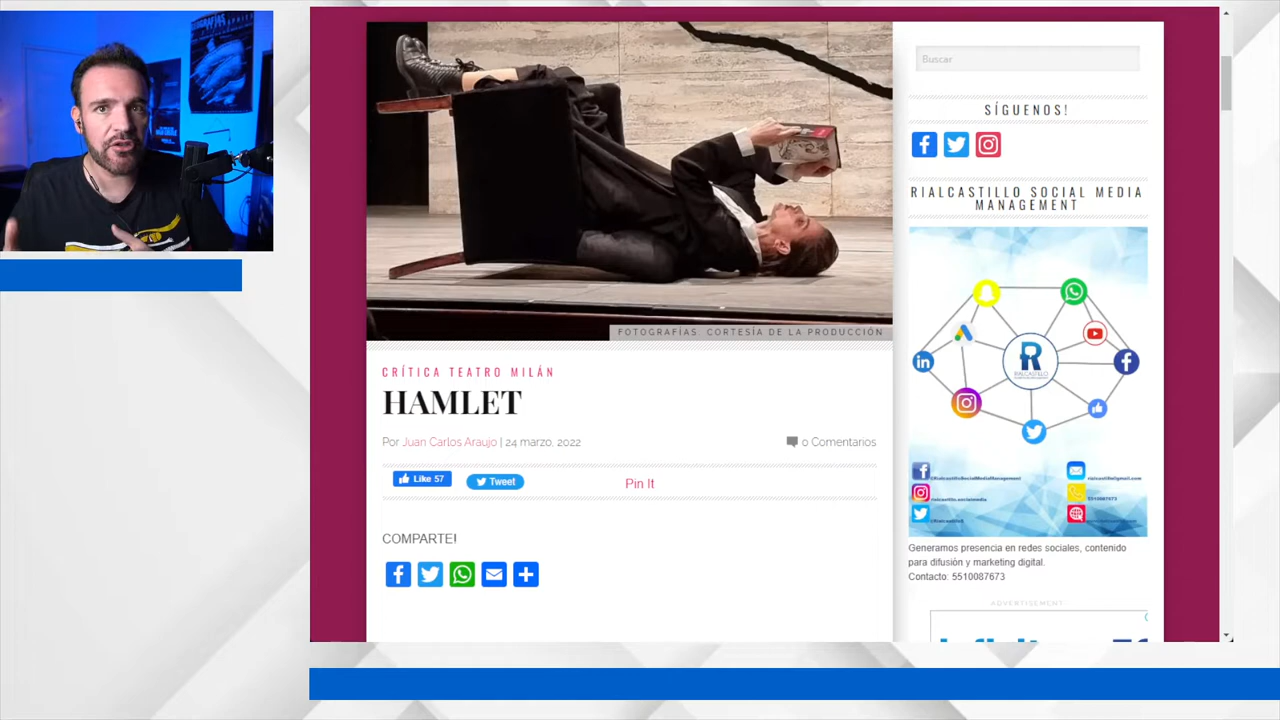 Buscar
SÍGUENOS!
RIALCASTILLO SOCIAL MEDIA
MANAGEMENT
FOTOGRAFÍAS CORTESÍA DE LA PRODUCCIÓN
CRÍTICA TEATRO MILÁN
HAMLET
Por Juan Carlos Araujo | 24 marzo, 2022
0 Comentarios
Like 57
Tweet
Pin It
COMPARTE!
R
RIALCASTILLO
5510087673
Generamos presencia en redes sociales, contenido
para difusión y marketing digital.
Contacto: 5510087673
ADVERTISEMENT